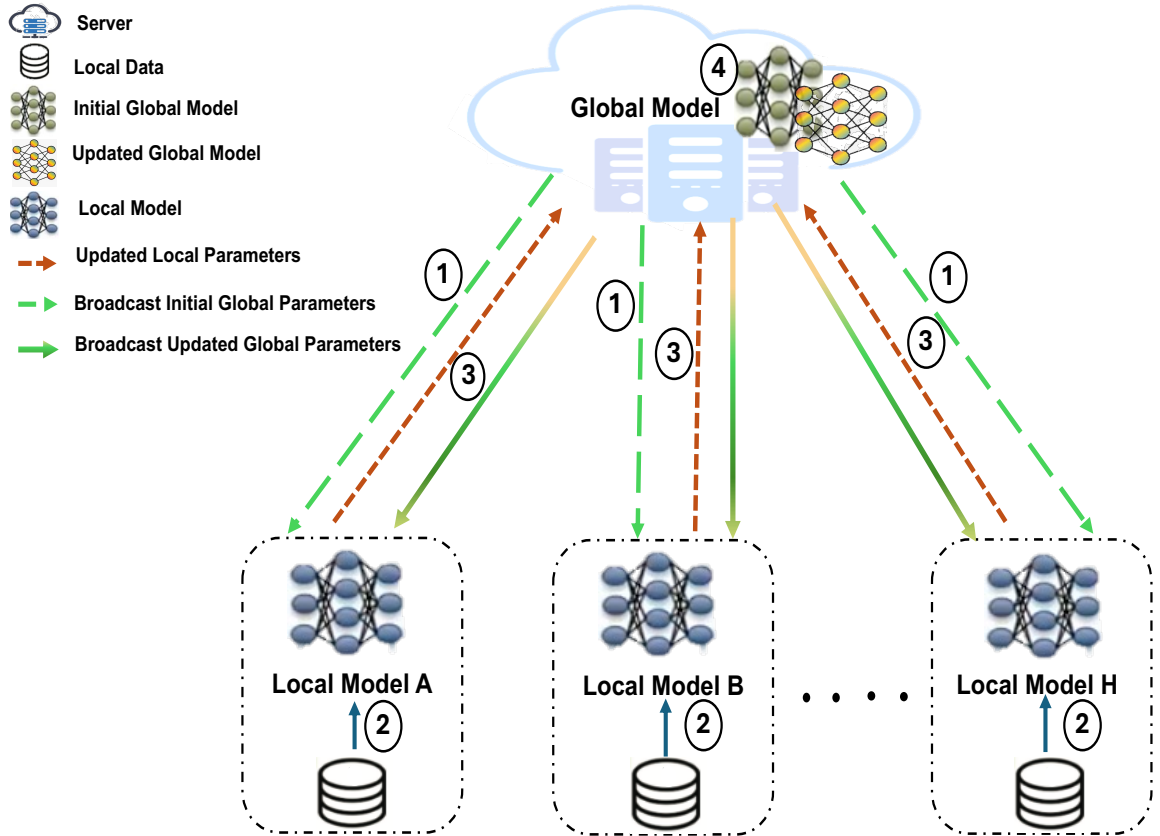 Server
Local Data
Initial Global Model
Updated Global Model
Local Model
Updated Local Parameters
Broadcast Initial Global Parameters
Broadcast Updated Global Parameters
4
Global Model
1
1
1
3
3
3
Local Model A
Local Model B
. . . .
Local Model H
2
2
2